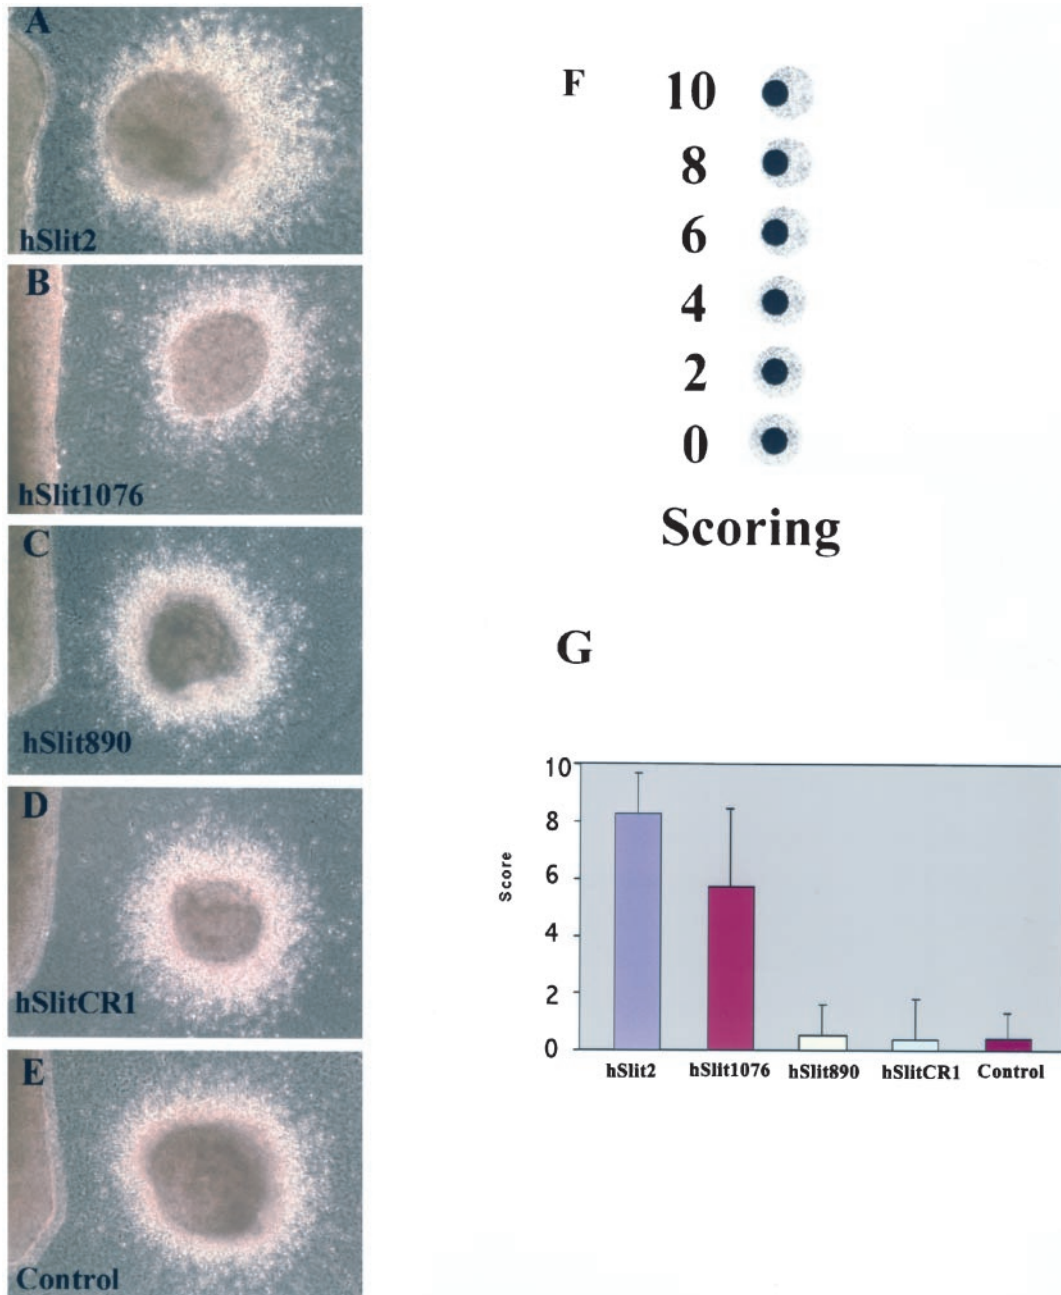 A
hSlit2
B
hSlit1076
C
hSlit890
D
hSlitCR1
E
Control
F
10
8
6
4
2
0
Scoring
G
10
8
6
4
2
0
Score
hSlit2 hSlit1076 hSlit890 hSlitCR1 Control